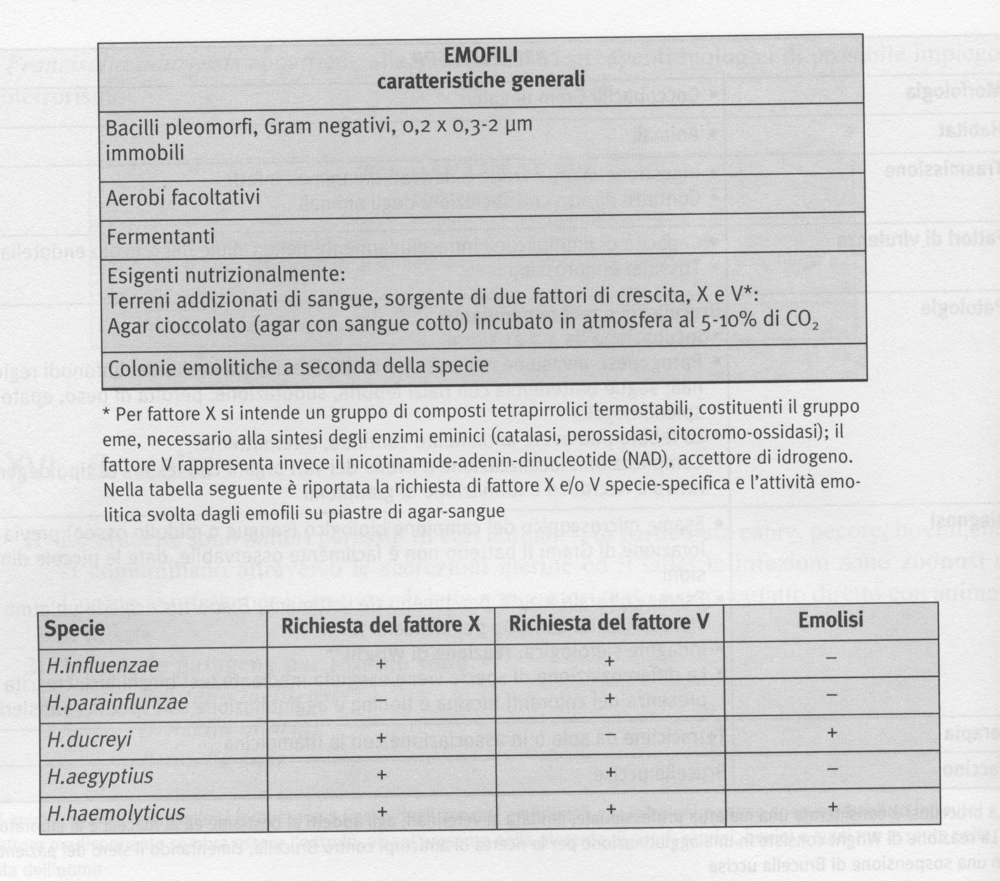 EMOFILI
caratteristiche generali
Bacilli pleomorfi, Gram negativi, 0,2 x 0,3-2 µm
immobili
Aerobi facoltativi
Fermentanti
Esigenti nutrizionalmente:
Terreni addizionati di sangue, sorgente di due fattori di crescita, X e V*:
Agar cioccolato (agar con sangue cotto) incubato in atmosfera al 5-10% di CO₂
Colonie emolitiche a seconda della specie
* Per fattore X si intende un gruppo di composti tetrapirrolici termostabili, costituenti il gruppo
eme, necessario alla sintesi degli enzimi eminici (catalasi, perossidasi, citocromo-ossidasi); il
fattore V rappresenta invece il nicotinamide-adenin-dinucleotide (NAD), accettore di idrogeno.
Nella tabella seguente è riportata la richiesta di fattore X e/o V specie-specifica e l'attività emo-
litica svolta dagli emofili su piastre di agar-sangue
Specie Richiesta del fattore X Richiesta del fattore V Emolisi
H.influenzae + + –
H.parainflunzae – + –
H.ducreyi + – +
H.aegyptius + + –
H.haemolyticus + + +